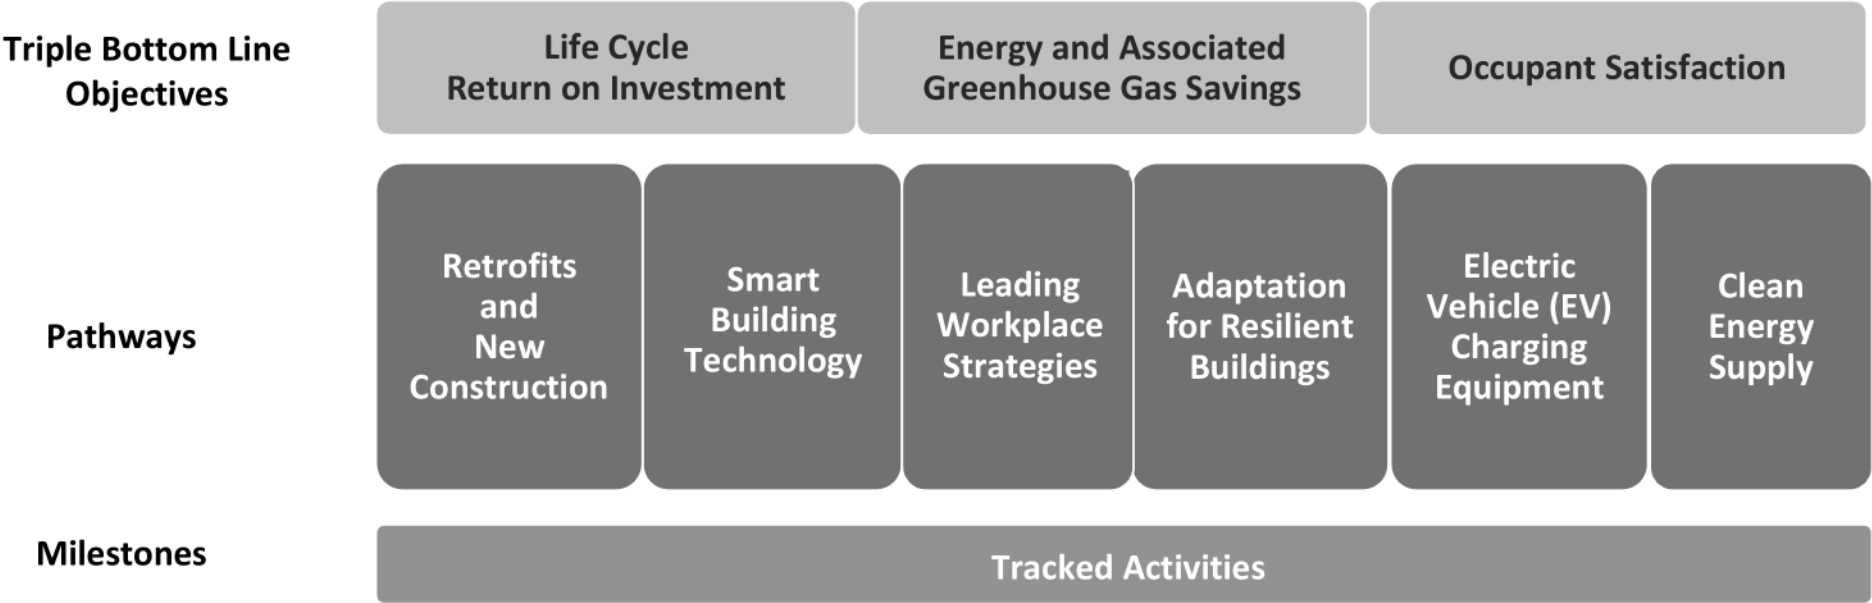 Triple Bottom Line
Objectives
Life Cycle
Return on Investment
Energy and Associated
Greenhouse Gas Savings
Occupant Satisfaction
Pathways
Retrofits
and
New
Construction
Smart
Building
Technology
Leading
Workplace
Strategies
Adaptation
for Resilient
Buildings
Electric
Vehicle (EV)
Charging
Equipment
Clean
Energy
Supply
Milestones
Tracked Activities